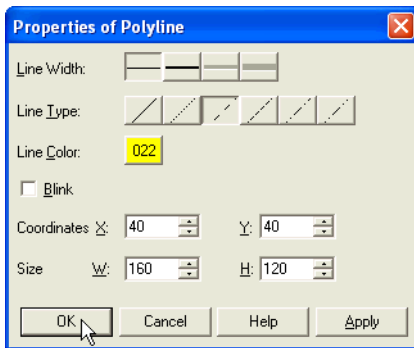 Properties of Polyline
Line Width:
Line Type:
Line Color: 022
Blink
Coordinates X: 40 Y: 40
Size W: 160 H: 120
OK Cancel Help Apply